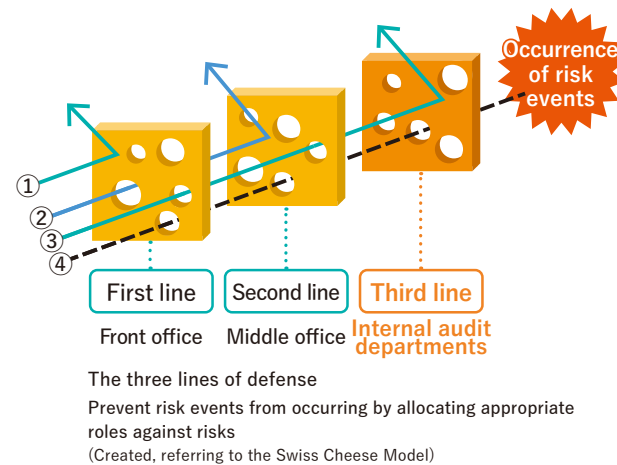 Occurrence
of risk
events
①
②
③
④
First line
Second line
Third line
Front office
Middle office
Internal audit
departments
The three lines of defense
Prevent risk events from occurring by allocating appropriate
roles against risks
(Created, referring to the Swiss Cheese Model)